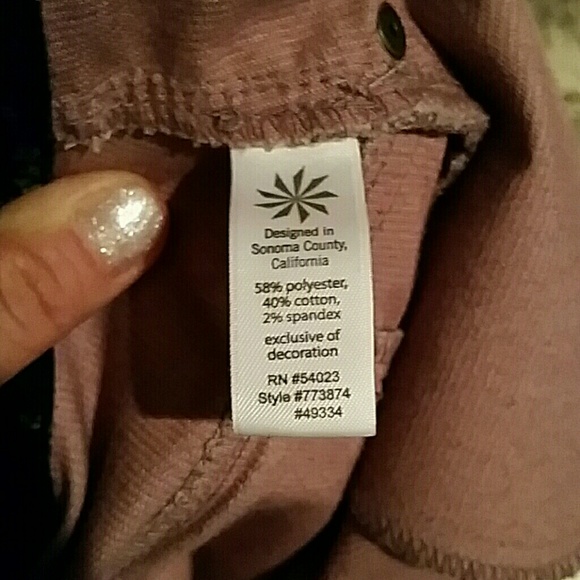 Designed in
Sonoma County,
California
58% polyester,
40% cotton,
2% spandex
exclusive of
decoration
RN #54023
Style #773874
#49334